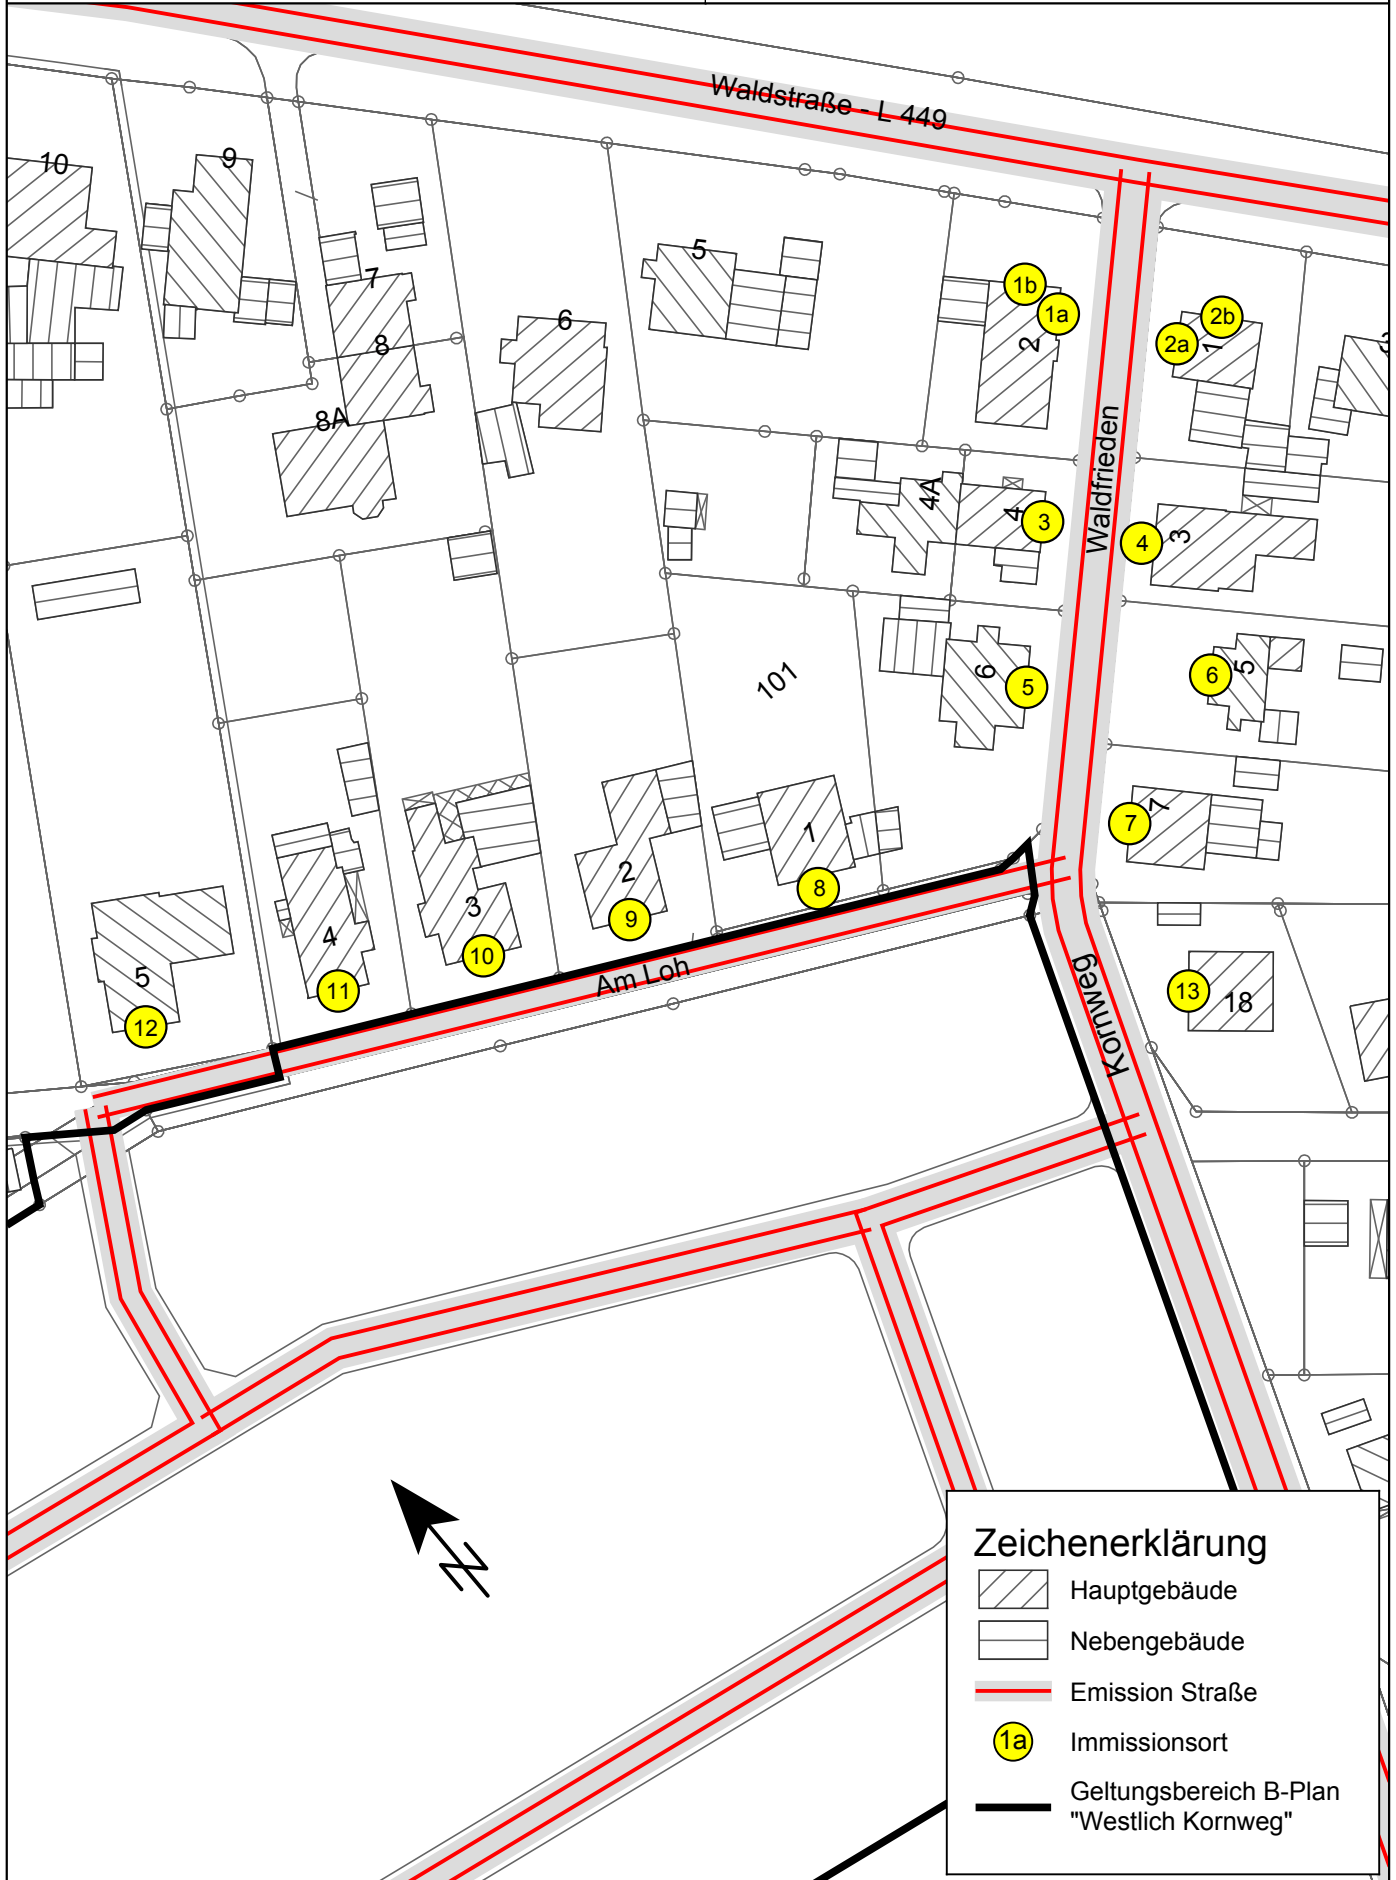 Waldstraße - L 449
10
9
7
8
8A
6
5
1b
1a
2
2b
2a
1
3
4A
4
3
4
3
Waldfrieden
101
6
5
6
5
7
7
1
8
2
9
3
10
4
11
5
12
Am Loh
Kornweg
13
18
N
Zeichenerklärung
Hauptgebäude
Nebengebäude
Emission Straße
1a
Immissionsort
Geltungsbereich B-Plan
"Westlich Kornweg"